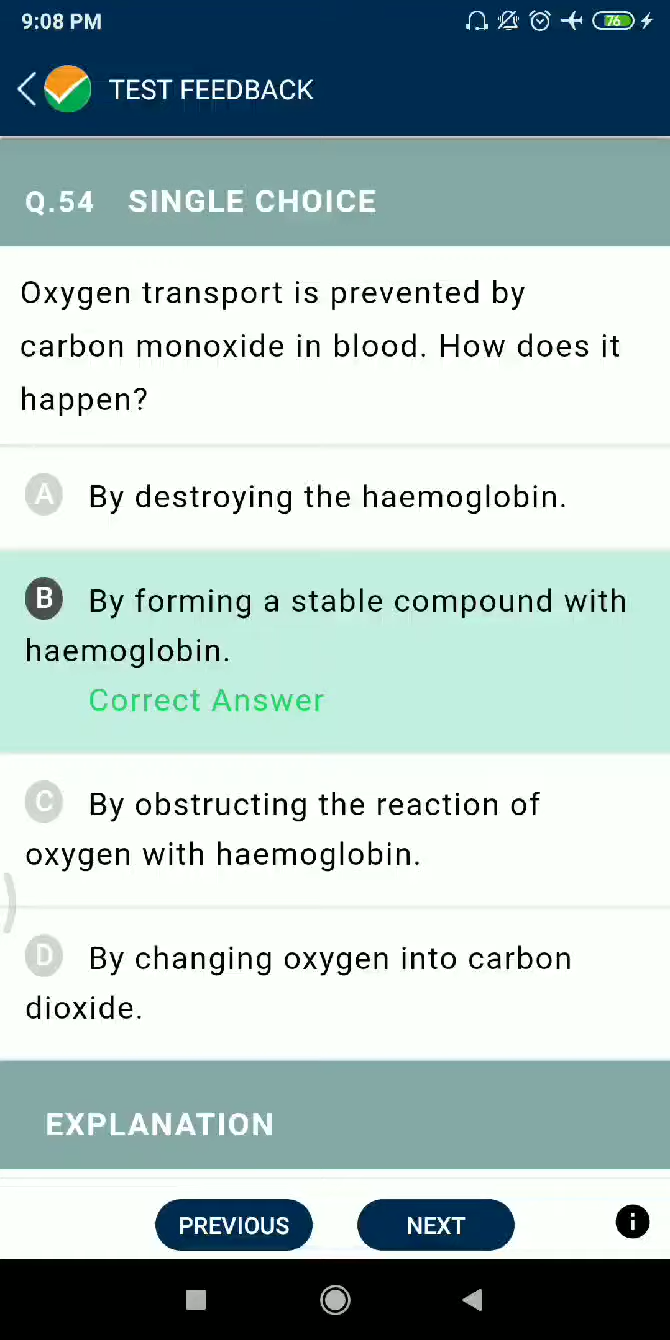 9:08 PM
76
TEST FEEDBACK
Q.54 SINGLE CHOICE
Oxygen transport is prevented by
carbon monoxide in blood. How does it
happen?
A By destroying the haemoglobin.
B By forming a stable compound with
haemoglobin.
Correct Answer
C By obstructing the reaction of
oxygen with haemoglobin.
D By changing oxygen into carbon
dioxide.
EXPLANATION
PREVIOUS NEXT i